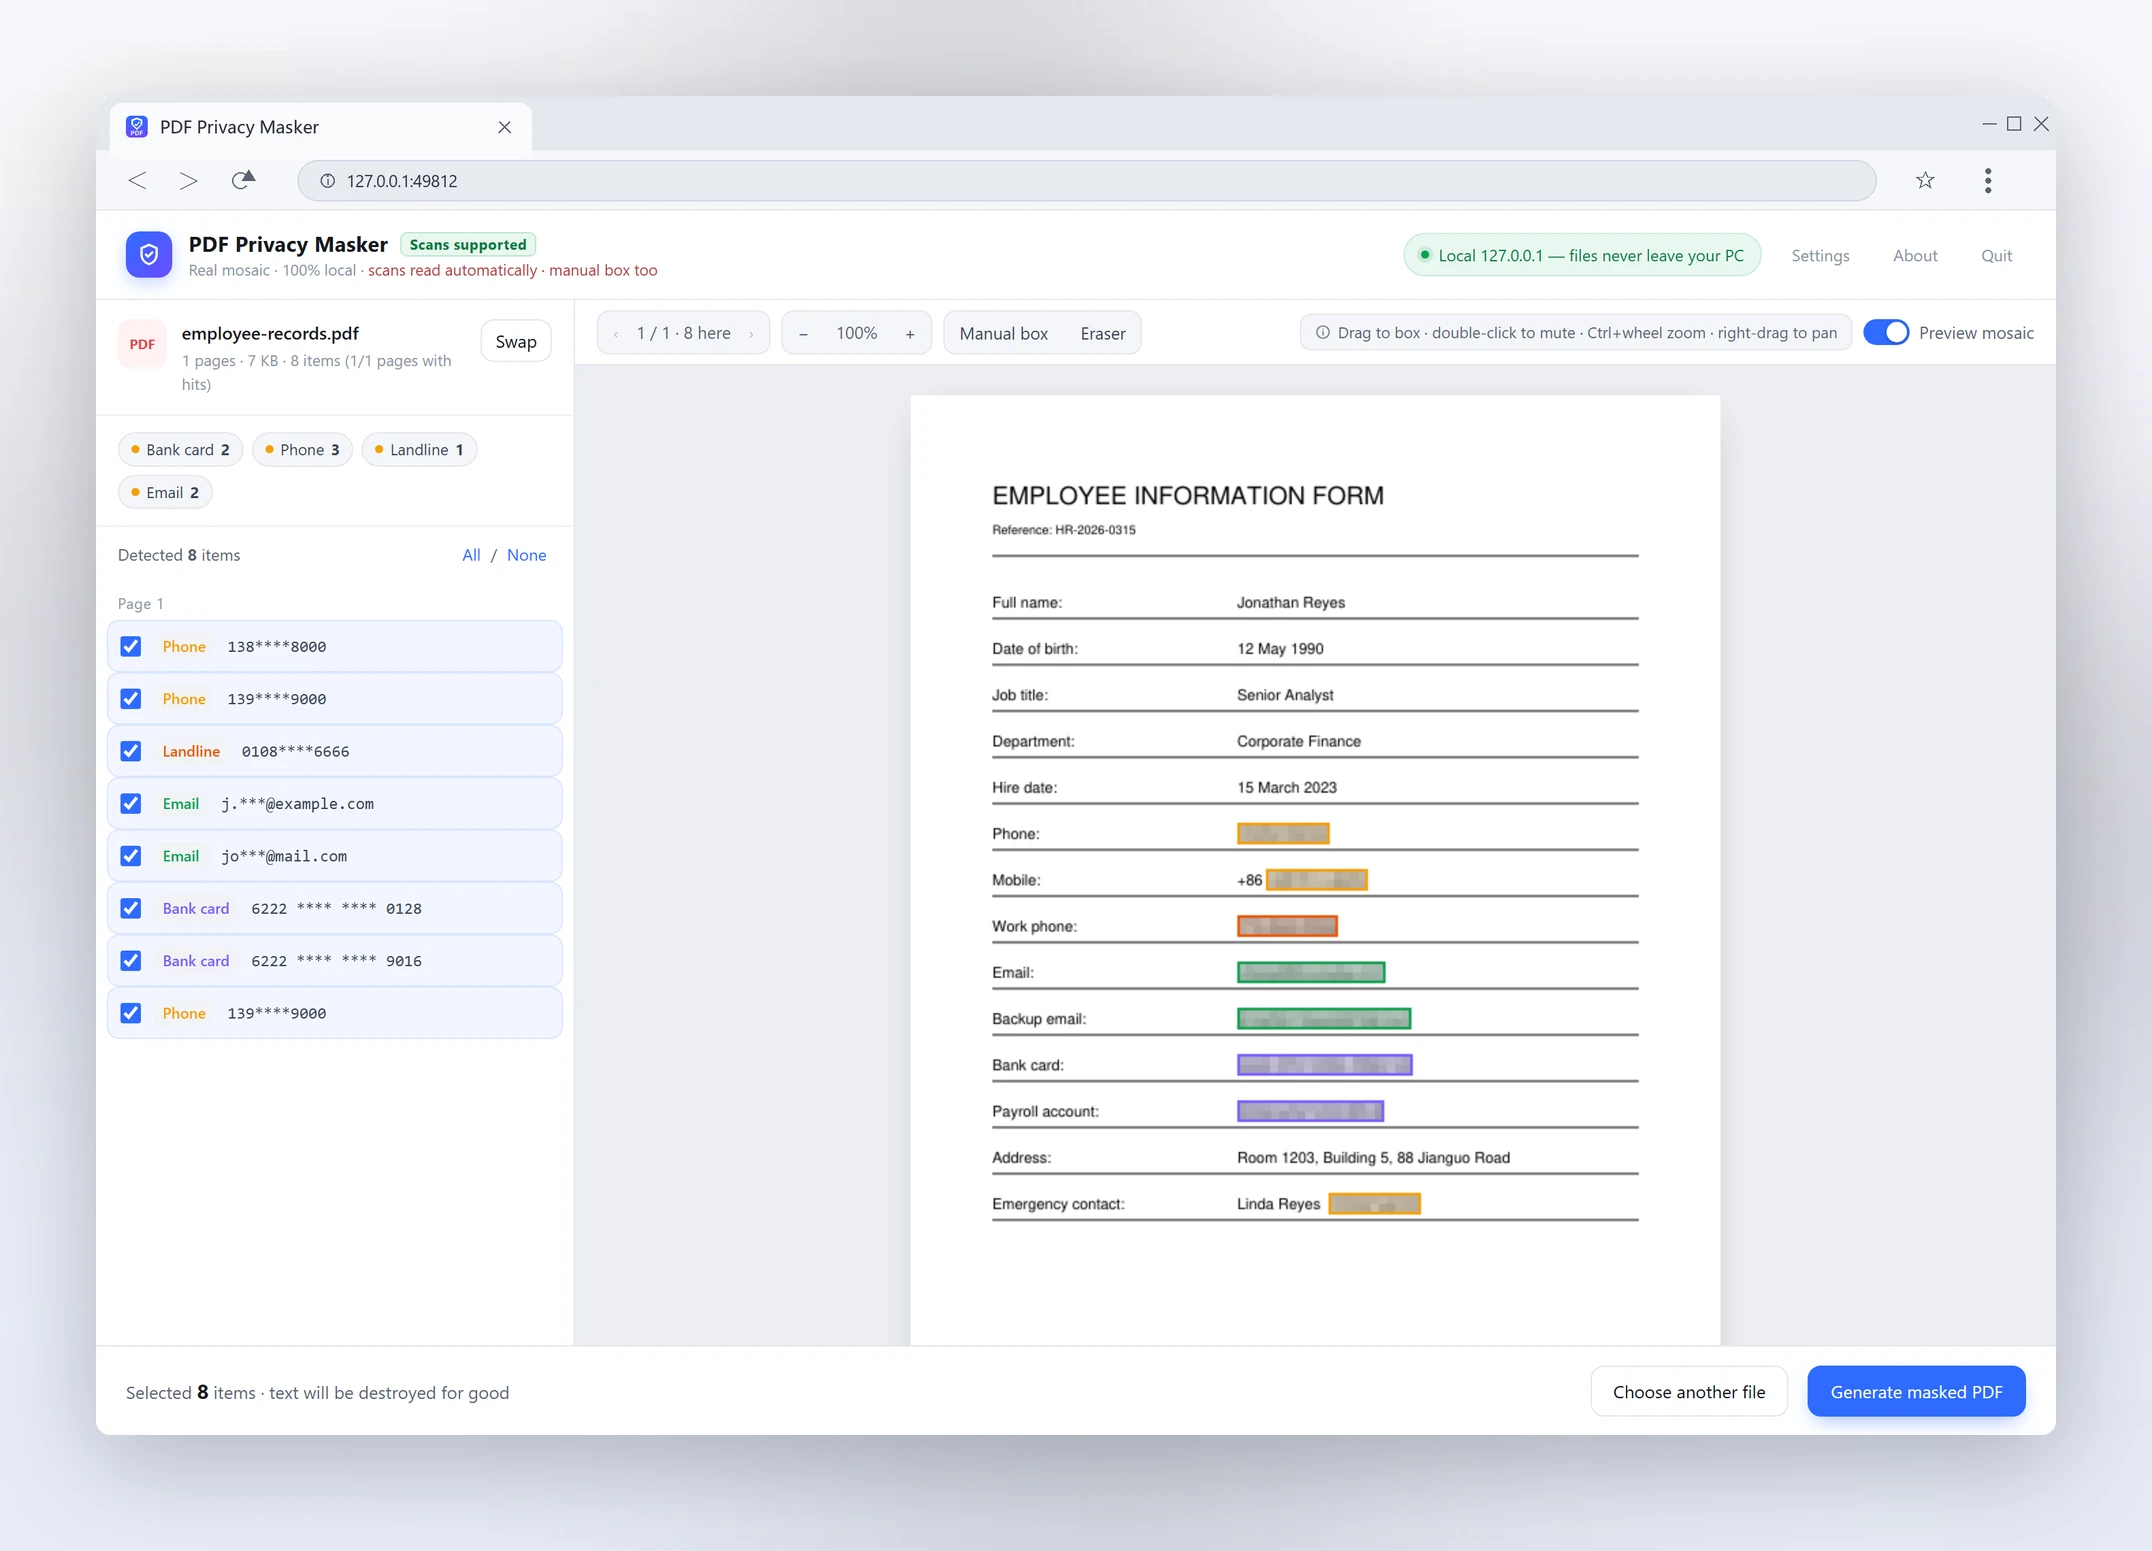 PDF Privacy Masker
127.0.0.1:49812
PDF Privacy Masker Scans supported
Real mosaic · 100% local · scans read automatically · manual box too
Local 127.0.0.1 — files never leave your PC Settings About Quit
PDF
employee-records.pdf
1 pages · 7 KB · 8 items (1/1 pages with
hits)
Swap
1 / 1 · 8 here
– 100% +
Manual box Eraser
Drag to box · double-click to mute · Ctrl+wheel zoom · right-drag to pan
Preview mosaic
Bank card 2 Phone 3 Landline 1
Email 2
Detected 8 items All / None
Page 1
Phone 138****8000
Phone 139****9000
Landline 0108****6666
Email j.***@example.com
Email jo***@mail.com
Bank card 6222 **** **** 0128
Bank card 6222 **** **** 9016
Phone 139****9000
EMPLOYEE INFORMATION FORM
Reference: HR-2026-0315
Full name: Jonathan Reyes
Date of birth: 12 May 1990
Job title: Senior Analyst
Department: Corporate Finance
Hire date: 15 March 2023
Phone:
Mobile: +86
Work phone:
Email:
Backup email:
Bank card:
Payroll account:
Address: Room 1203, Building 5, 88 Jianguo Road
Emergency contact: Linda Reyes
Selected 8 items · text will be destroyed for good
Choose another file
Generate masked PDF